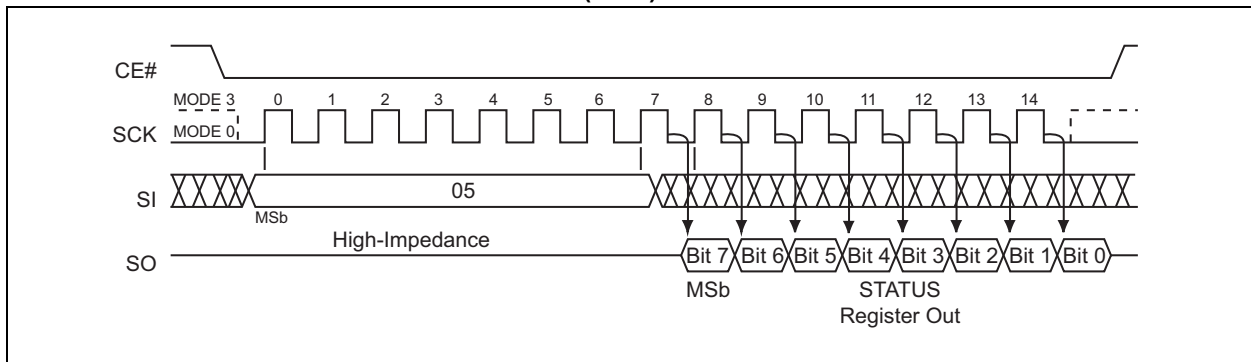 CE#
MODE 3 0 1 2 3 4 5 6 7 8 9 10 11 12 13 14
SCK MODE 0
SI 05
MSb
High-Impedance
SO Bit 7 Bit 6 Bit 5 Bit 4 Bit 3 Bit 2 Bit 1 Bit 0
MSb STATUS
Register Out